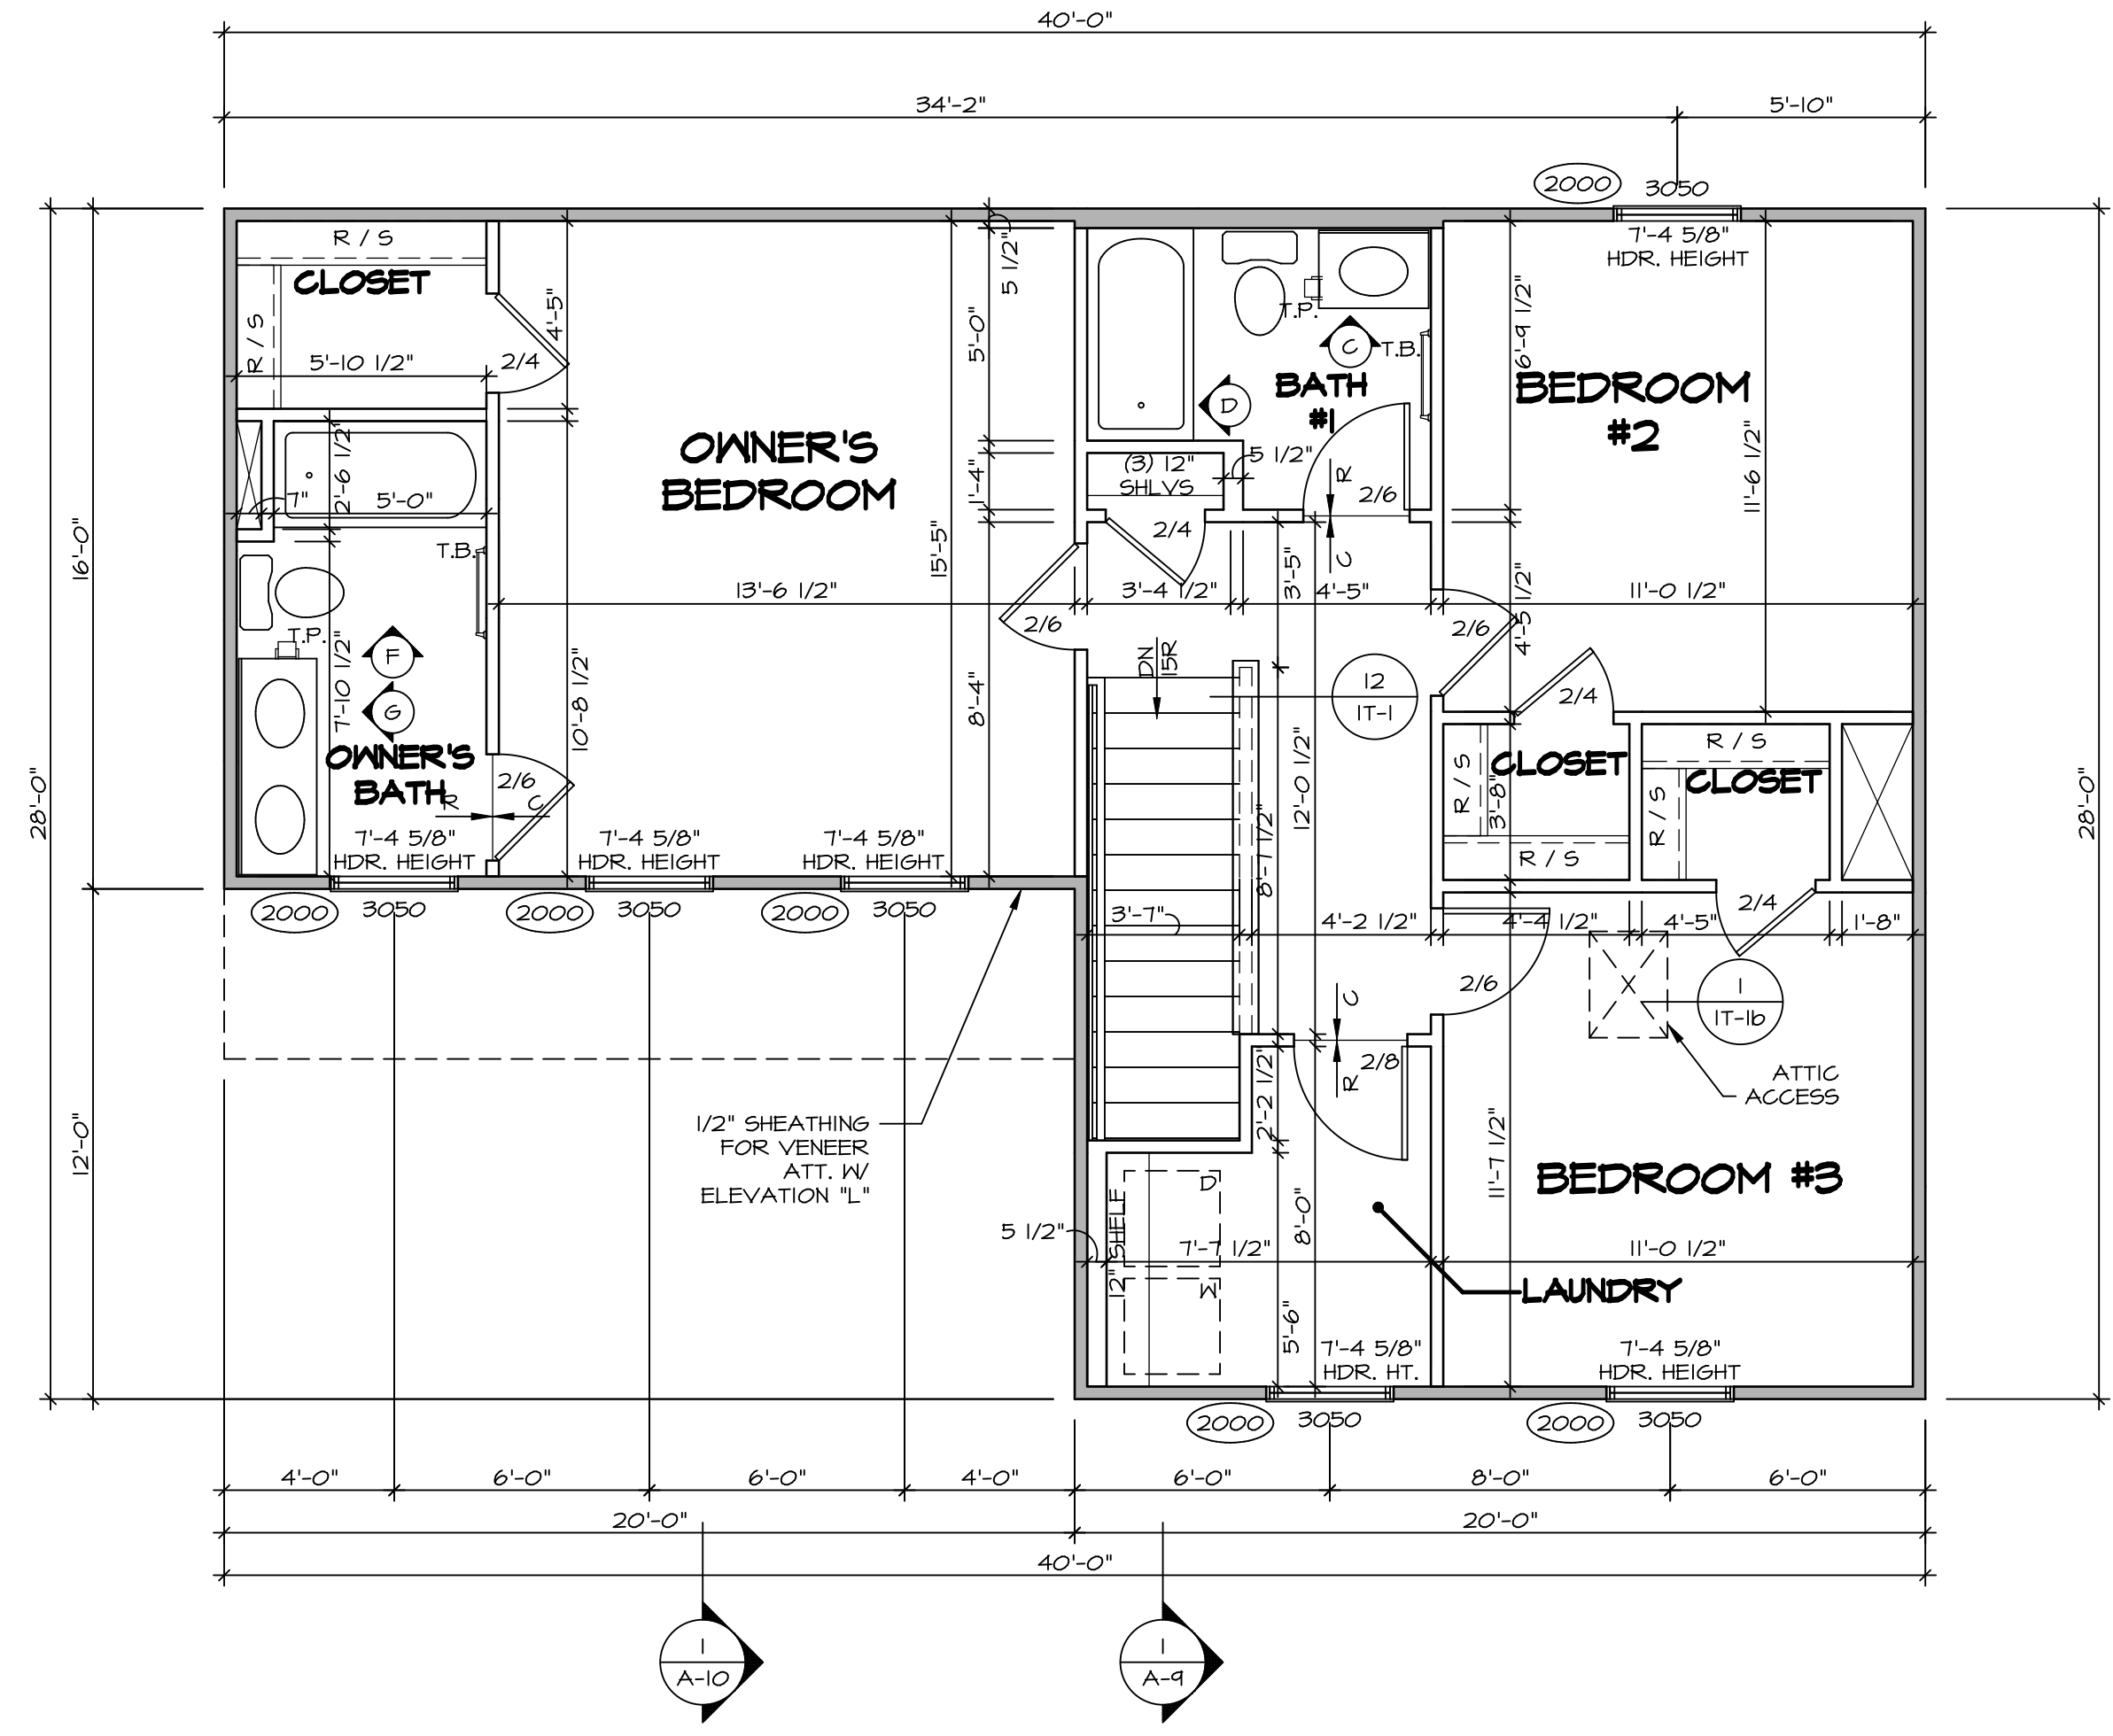 40'-0"
34'-2"
5'-10"
2000
3050
7'-4 5/8"
HDR. HEIGHT
R / S
CLOSET
R / S
5'-10 1/2"
2/4
4'-5"
5 1/2"
5'-0"
T.P.
C
T.B.
D
BATH
#1
6'-9 1/2"
BEDROOM
#2
11'-6 1/2"
OWNER'S
BEDROOM
2'-6 1/2"
7"
5'-0"
1'-4"
(3) 12"
SHLVS
5 1/2"
R
2/6
2/4
C
T.B.
16'-0"
15'-5"
3'-5"
13'-6 1/2"
3'-4 1/2"
4'-5"
11'-0 1/2"
2/6
2/6
4'-5 1/2"
T.P.
F
G
7'-10 1/2"
10'-8 1/2"
8'-4"
DN
15R
12
IT-1
2/4
OWNER'S
BATH
R
2/6
C
R / S
CLOSET
3'-8"
R / S
R / S
CLOSET
R / S
28'-0"
28'-0"
12'-0 1/2"
8'-7 1/2"
7'-4 5/8"
HDR. HEIGHT
7'-4 5/8"
HDR. HEIGHT
7'-4 5/8"
HDR. HEIGHT
2000
3050
2000
3050
2000
3050
3'-7"
4'-2 1/2"
4'-4 1/2"
4'-5"
2/4
1'-8"
2/6
C
1
IT-1b
R
2/8
2'-2 1/2"
ATTIC
ACCESS
12'-0"
1/2" SHEATHING
FOR VENEER
ATT. W/
ELEVATION "L"
11'-7 1/2"
BEDROOM #3
D
12" SHELF
5 1/2"
7'-7 1/2"
8'-0"
11'-0 1/2"
W
LAUNDRY
5'-6"
7'-4 5/8"
HDR. HT.
7'-4 5/8"
HDR. HEIGHT
2000
3050
2000
3050
4'-0"
6'-0"
6'-0"
4'-0"
6'-0"
8'-0"
6'-0"
20'-0"
20'-0"
40'-0"
1
A-10
1
A-9